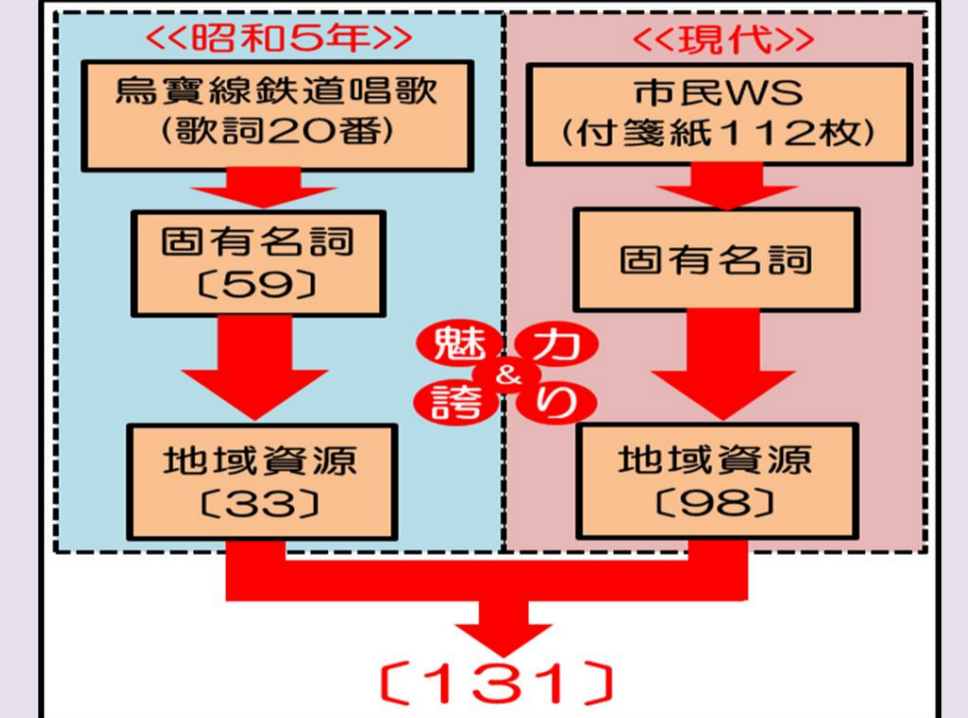 <<昭和5年>>
烏寶線鉄道唱歌
(歌詞20番)
固有名詞
〔59〕
地域資源
〔33〕
<<現代>>
市民WS
(付箋紙112枚)
固有名詞
地域資源
〔98〕
魅力
&
誇り
〔131〕